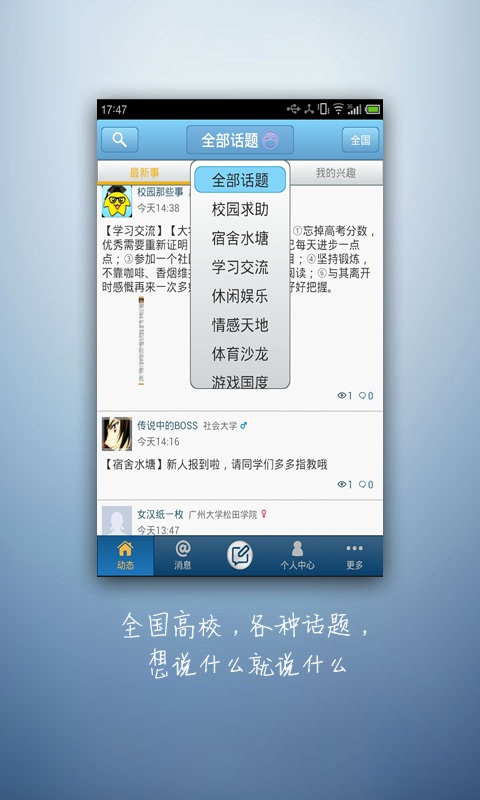 17:47
全部话题
全国
最新事
我的兴趣
全部话题
校园求助
宿舍水塘
学习交流
休闲娱乐
情感天地
体育沙龙
游戏国度
校园那些事
今天14:38
【学习交流】【大 ①忘掉高考分数，
优秀需要重新证明 己每天进步一点
点；③参加一个社 ；④坚持锻炼，
不靠咖啡、香烟维 阅读；⑥与其离开
时感慨再来一次多 好好把握。
1 0
传说中的BOSS 社会大学 ♂
今天14:16
【宿舍水塘】新人报到啦，请同学们多多指教哦
1 0
女汉纸一枚 广州大学松田学院 ♀
今天13:47
动态
消息
个人中心
更多
全国高校，各种话题，
想说什么就说什么